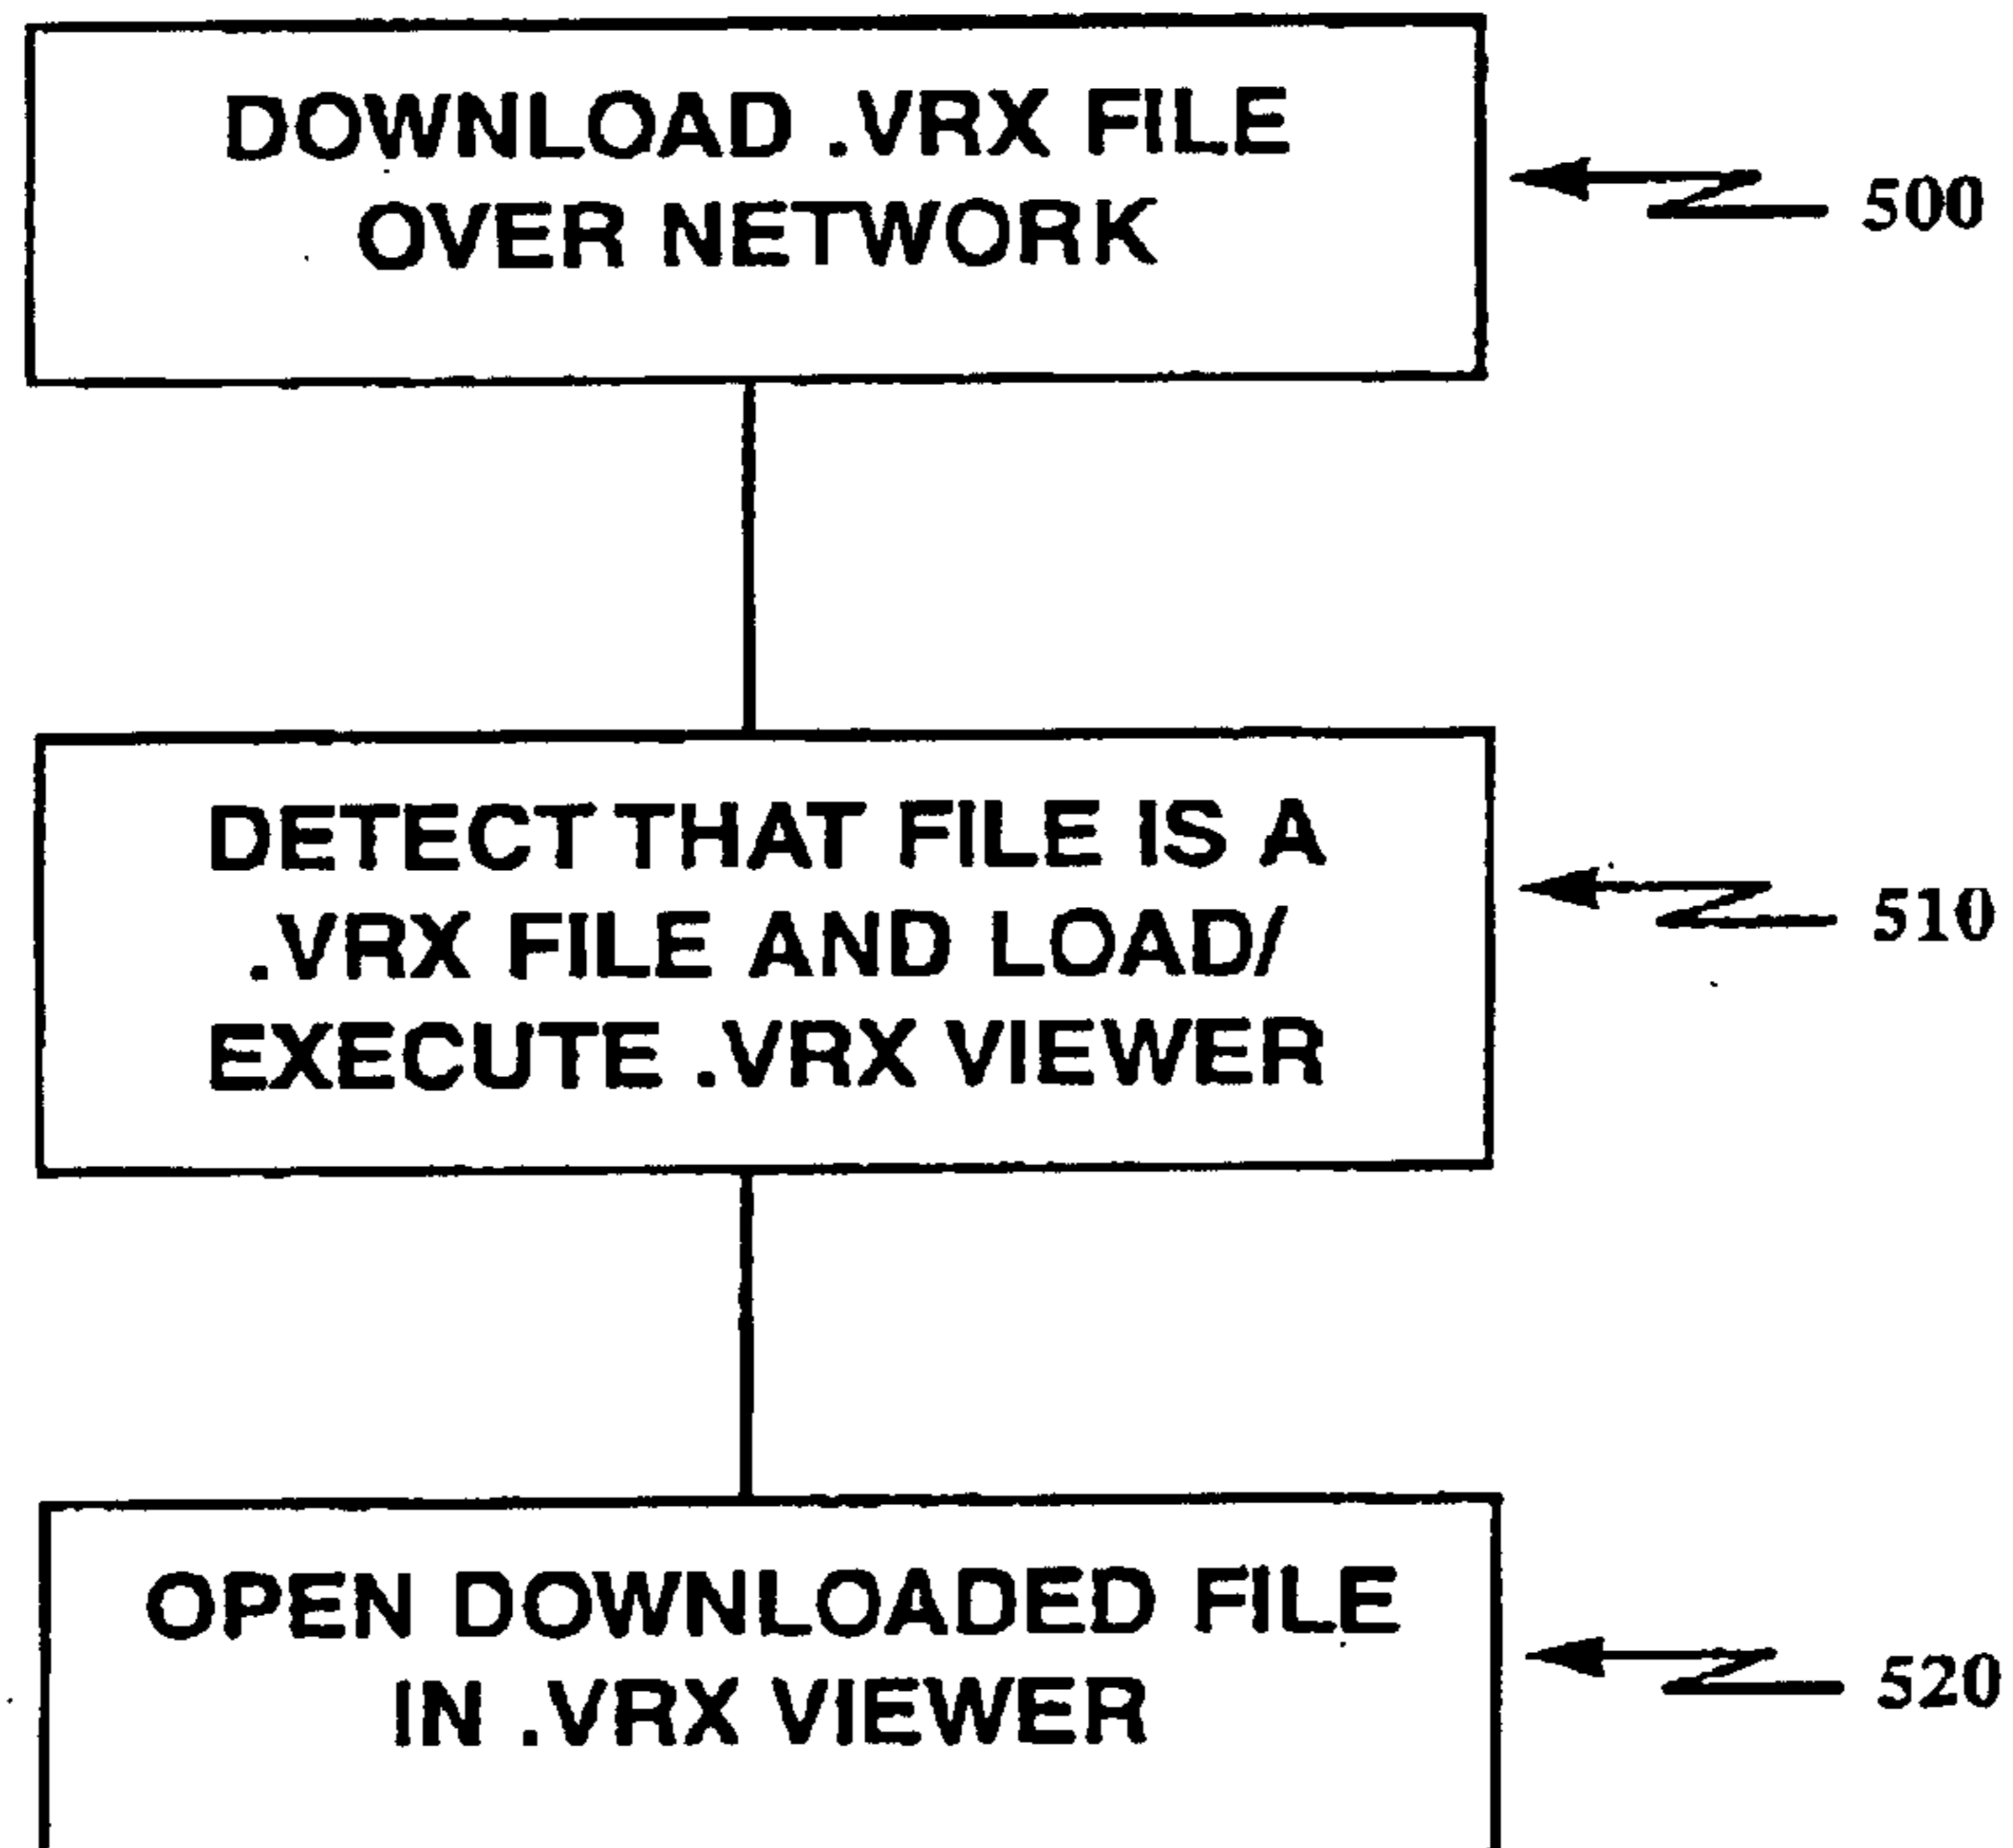 DOWNLOAD .VRX FILE
OVER NETWORK
500
DETECT THAT FILE IS A
.VRX FILE AND LOAD/
EXECUTE .VRX VIEWER
510
OPEN DOWNLOADED FILE
IN .VRX VIEWER
520